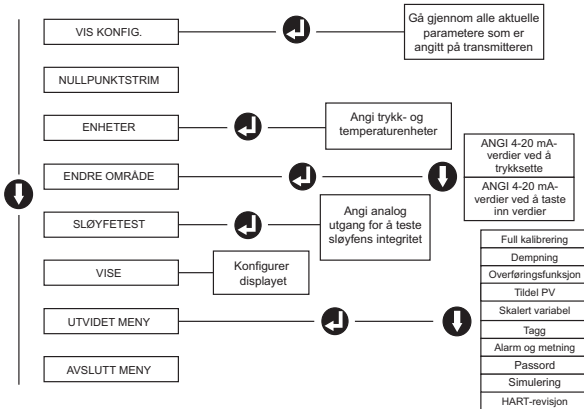 VIS KONFIG.
Gå gjennom alle aktuelle
parametere som er
angitt på transmitteren
NULLPUNKTSTRIM
ENHETER
Angi trykk- og
temperaturenheter
ENDRE OMRÅDE
ANGI 4-20 mA-
verdier ved å
trykksette
ANGI 4-20 mA-
verdier ved å taste
inn verdier
SLØYFETEST
Angi analog
utgang for å teste
sløyfens integritet
VISE
Konfigurer
displayet
UTVIDET MENY
Full kalibrering
Dempning
Overføringsfunksjon
Tildel PV
Skalert variabel
Tagg
Alarm og metning
Passord
Simulering
HART-revisjon
AVSLUTT MENY